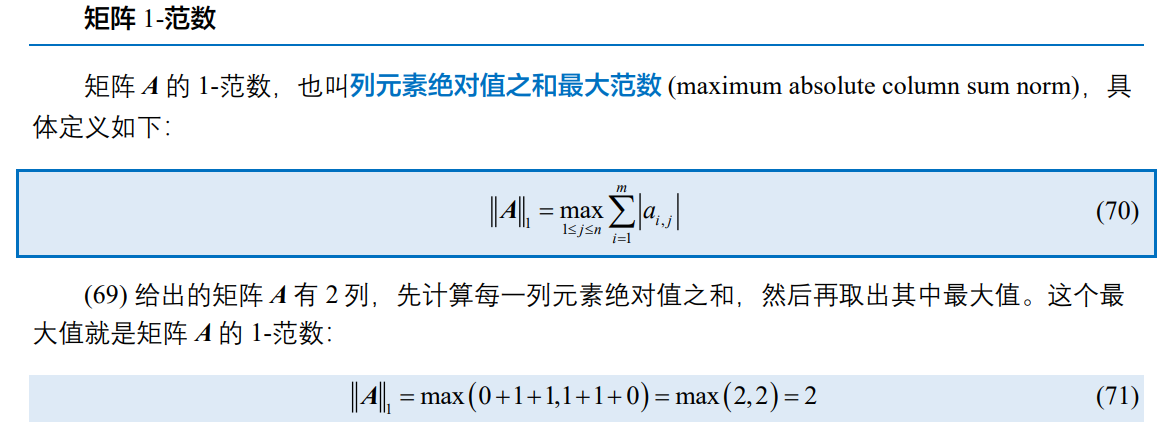 矩阵 1-范数
矩阵 A 的 1-范数，也叫列元素绝对值之和最大范数 (maximum absolute column sum norm)，具
体定义如下：
$\|A\|_1 = \max_{1 \le j \le n} \sum_{i=1}^{m} |a_{i,j}|$ (70)
(69) 给出的矩阵 A 有 2 列，先计算每一列元素绝对值之和，然后再取出其中最大值。这个最
大值就是矩阵 A 的 1-范数：
$\|A\|_1 = \max(0+1+1,1+1+0) = \max(2,2) = 2$ (71)